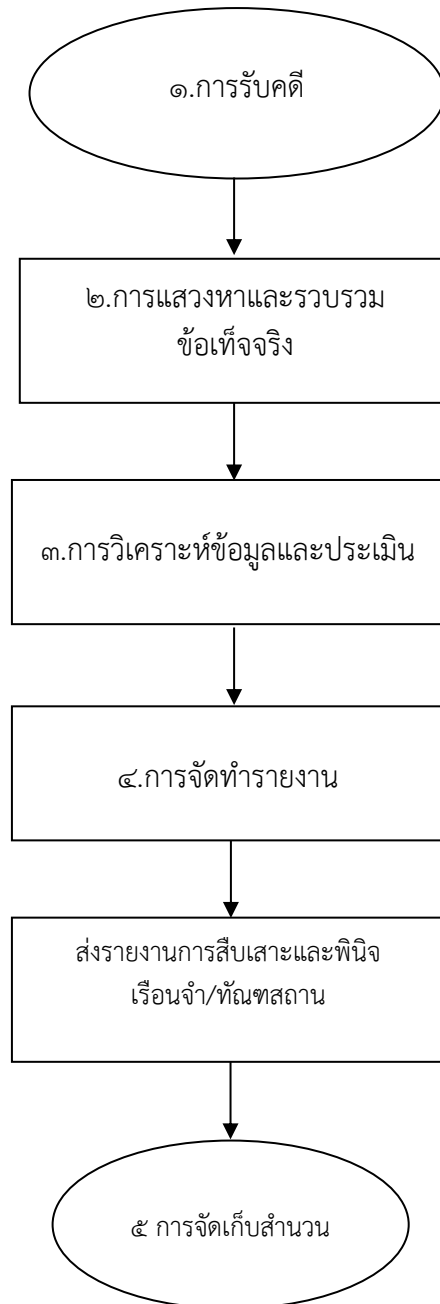 ๑.การรับคดี
๒.การแสวงหาและรวบรวม
ข้อเท็จจริง
๓.การวิเคราะห์ข้อมูลและประเมิน
๔.การจัดทำรายงาน
ส่งรายงานการสืบเสาะและพินิจ
เรือนจำ/ทัณฑสถาน
๕ การจัดเก็บสำนวน